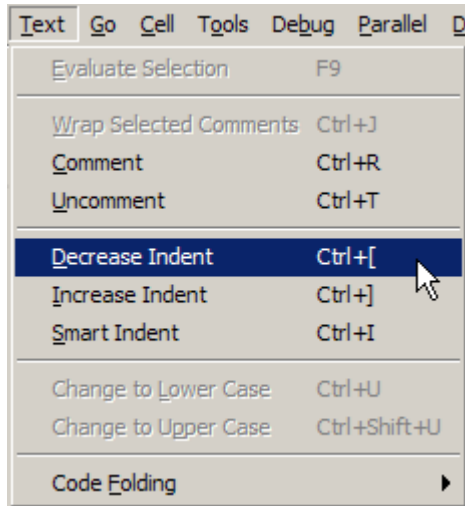 Text Go Cell Tools Debug Parallel D
Evaluate Selection F9
Wrap Selected Comments Ctrl+J
Comment Ctrl+R
Uncomment Ctrl+T
Decrease Indent Ctrl+[
Increase Indent Ctrl+]
Smart Indent Ctrl+I
Change to Lower Case Ctrl+U
Change to Upper Case Ctrl+Shift+U
Code Folding